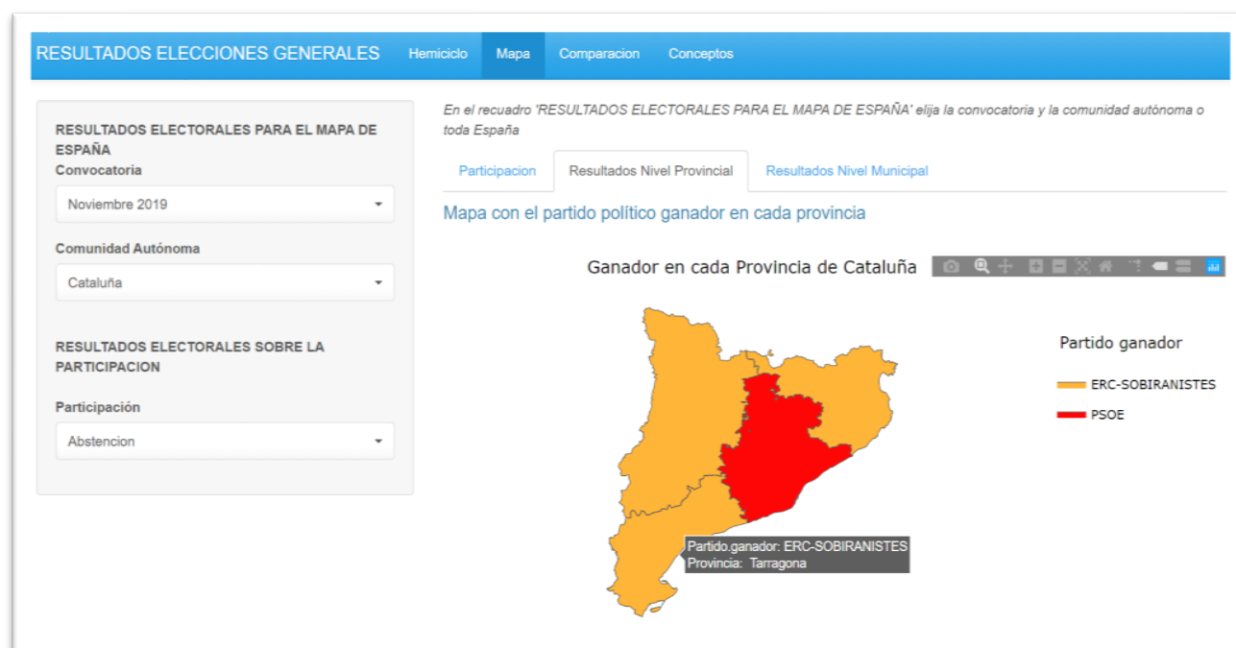 RESULTADOS ELECCIONES GENERALES Hemiciclo Mapa Comparacion Conceptos
RESULTADOS ELECTORALES PARA EL MAPA DE
ESPAÑA
Convocatoria
Noviembre 2019
Comunidad Autónoma
Cataluña
RESULTADOS ELECTORALES SOBRE LA
PARTICIPACION
Participación
Abstencion
En el recuadro 'RESULTADOS ELECTORALES PARA EL MAPA DE ESPAÑA' elija la convocatoria y la comunidad autónoma o
toda España
Participacion Resultados Nivel Provincial Resultados Nivel Municipal
Mapa con el partido político ganador en cada provincia
Ganador en cada Provincia de Cataluña
Partido ganador
ERC-SOBIRANISTES
PSOE
Partido.ganador: ERC-SOBIRANISTES
Provincia: Tarragona